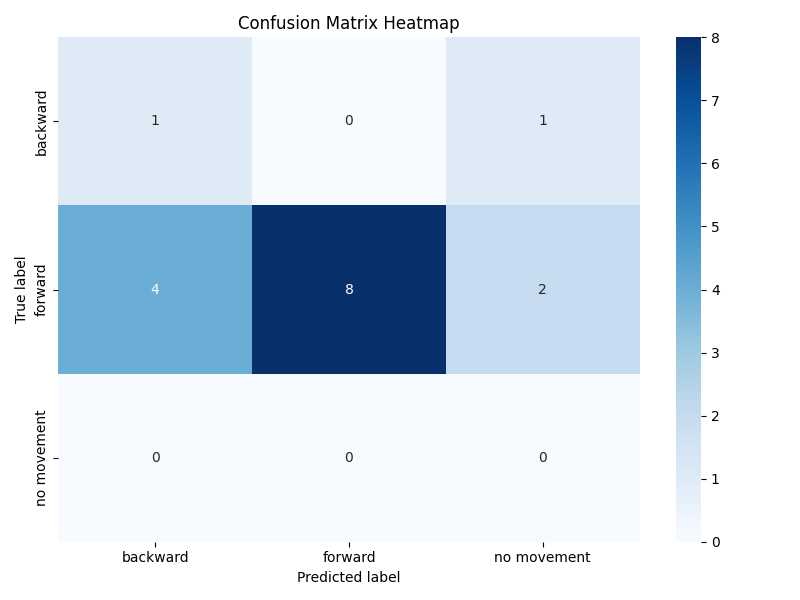 Confusion Matrix Heatmap
backward
1
0
1
True label
forward
4
8
2
no movement
0
0
0
backward
forward
no movement
Predicted label
8
7
6
5
4
3
2
1
0